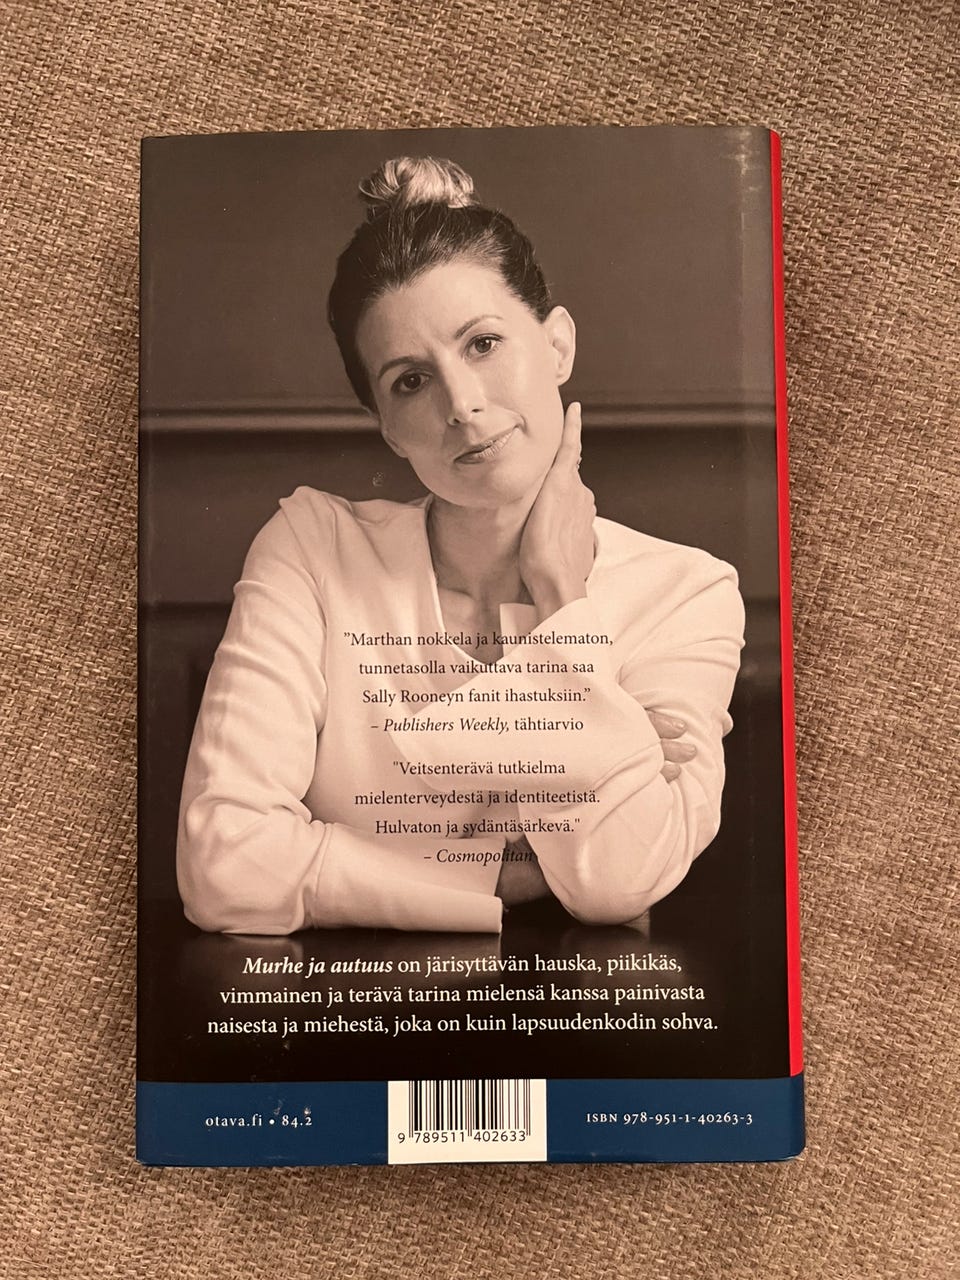 ”Marthan nokkela ja kaunistelematon,
tunnetasolla vaikuttava tarina saa
Sally Rooneyn fanit ihastuksiin.”
– Publishers Weekly, tähtiarvio
"Veitsenterävä tutkielma
mielenterveydestä ja identiteetistä.
Hulvaton ja sydäntäsärkevä."
– Cosmopolitan
Murhe ja autuus on järisyttävän hauska, piikikäs,
vimmainen ja terävä tarina mielensä kanssa painivasta
naisesta ja miehestä, joka on kuin lapsuudenkodin sohva.
otava.fi • 84.2
9 789511 402633
ISBN 978-951-1-40263-3